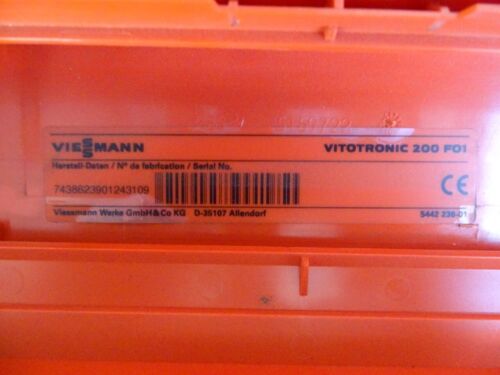 VIESMANN VITOTRONIC 200 FO1
Herstell-Daten / N° de fabrication / Serial No.
7438623901243109
CE
Viessmann Werke GmbH&Co KG D-35107 Allendorf 5442 236-01